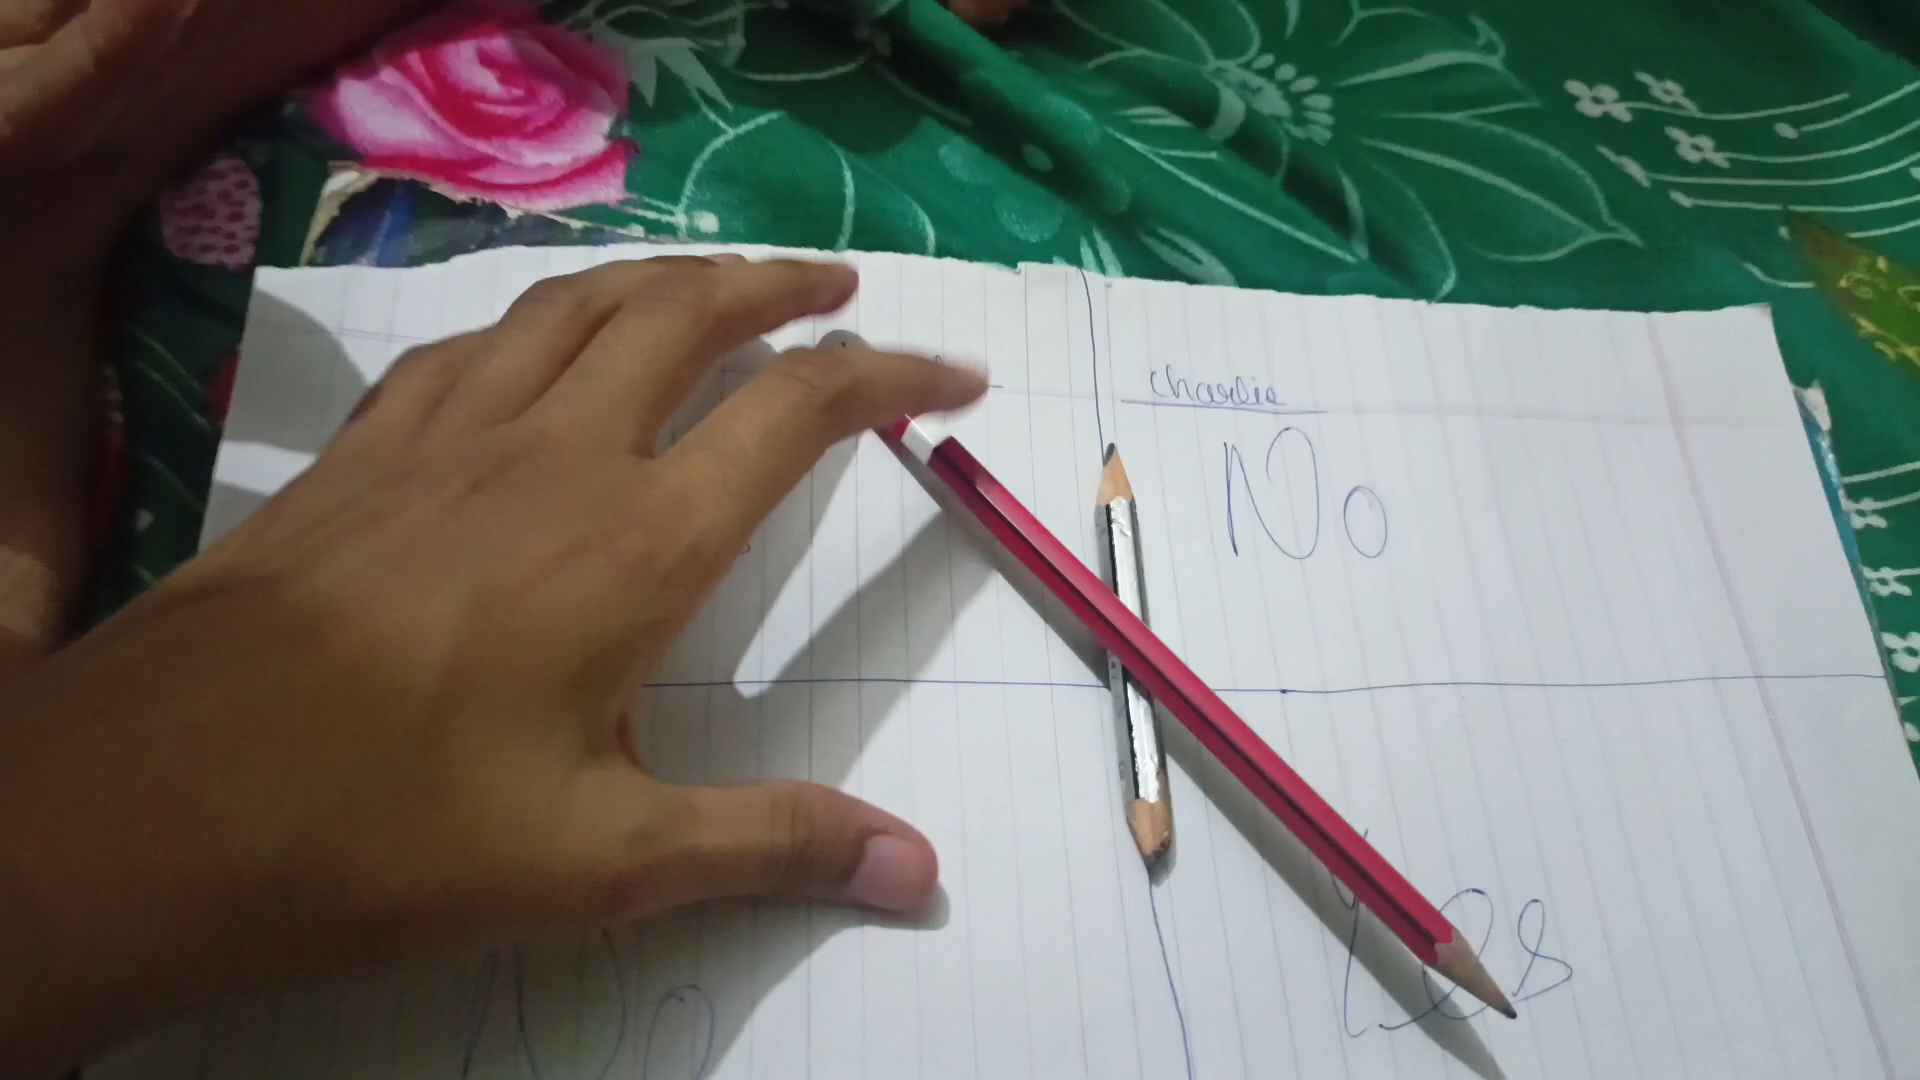 charlie
No
Yes
No